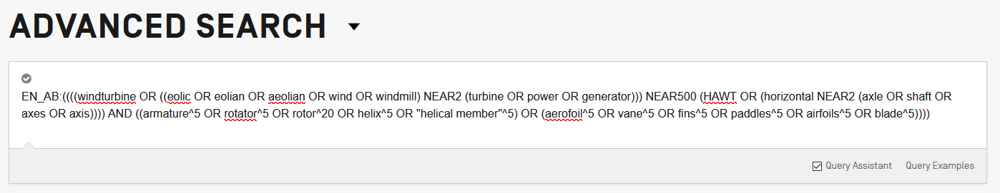 ADVANCED SEARCH
EN_AB:((((windturbine OR ((eolic OR eolian OR aeolian OR wind OR windmill) NEAR2 (turbine OR power OR generator))) NEAR500 (HAWT OR (horizontal NEAR2 (axle OR shaft OR
axes OR axis)))) AND ((armature^5 OR rotator^5 OR rotor^20 OR helix^5 OR "helical member"^5) OR (aerofoil^5 OR vane^5 OR fins^5 OR paddles^5 OR airfoils^5 OR blade^5))))
Query Assistant Query Examples